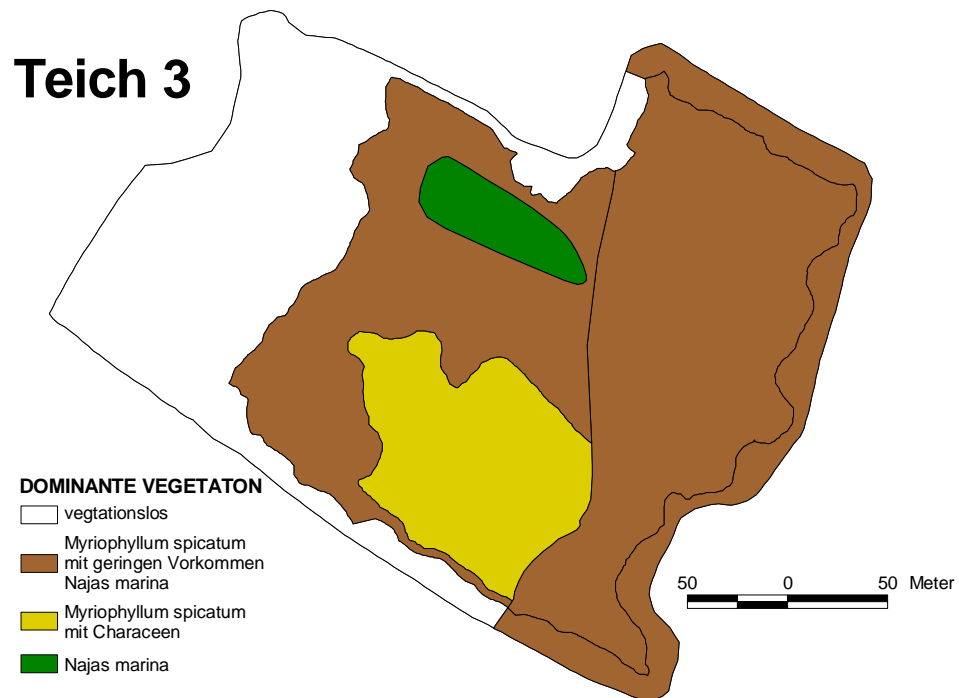 Teich 3
DOMINANTE VEGETATON
vegtationslos
Myriophyllum spicatum
mit geringen Vorkommen
Najas marina
Myriophyllum spicatum
mit Characeen
Najas marina
50 0 50 Meter